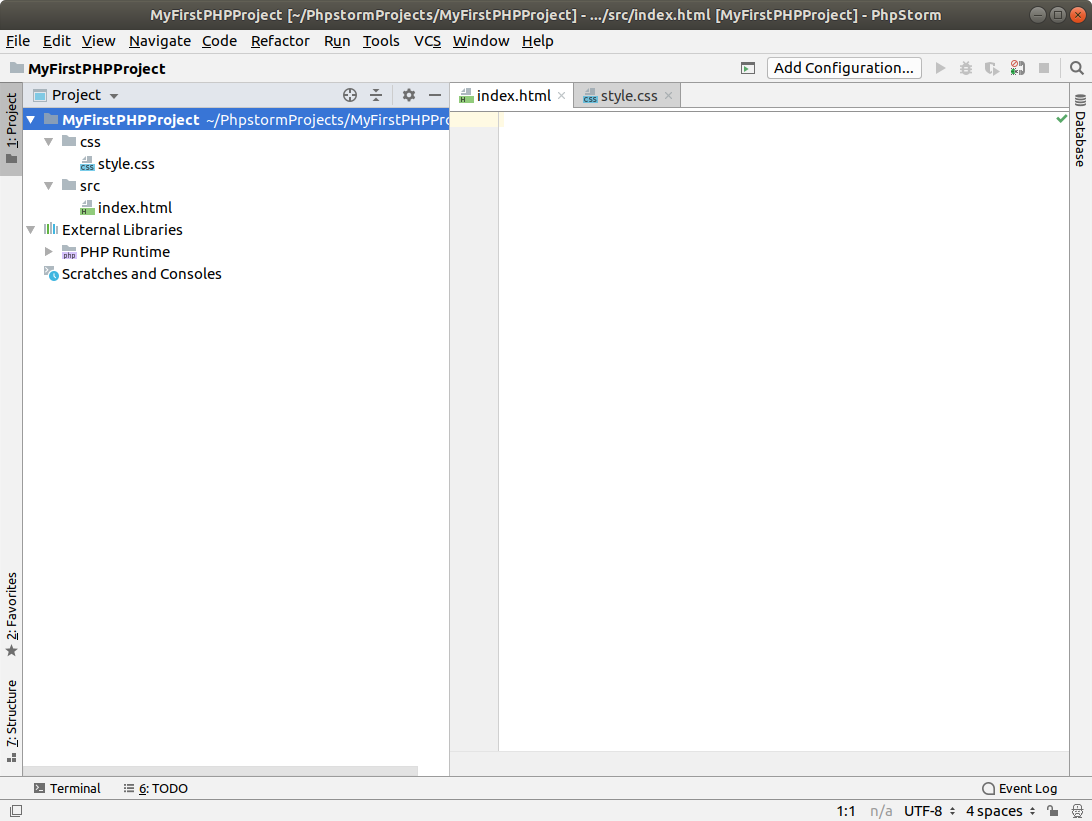 MyFirstPHPProject [~/PhpstormProjects/MyFirstPHPProject] - .../src/index.html [MyFirstPHPProject] - PhpStorm
File Edit View Navigate Code Refactor Run Tools VCS Window Help
MyFirstPHPProject
Add Configuration...
1: Project
Project
index.html
style.css
Database
MyFirstPHPProject ~/PhpstormProjects/MyFirstPHPPro
css
style.css
src
index.html
External Libraries
PHP Runtime
Scratches and Consoles
2: Favorites
7: Structure
Terminal
6: TODO
Event Log
1:1 n/a UTF-8 4 spaces